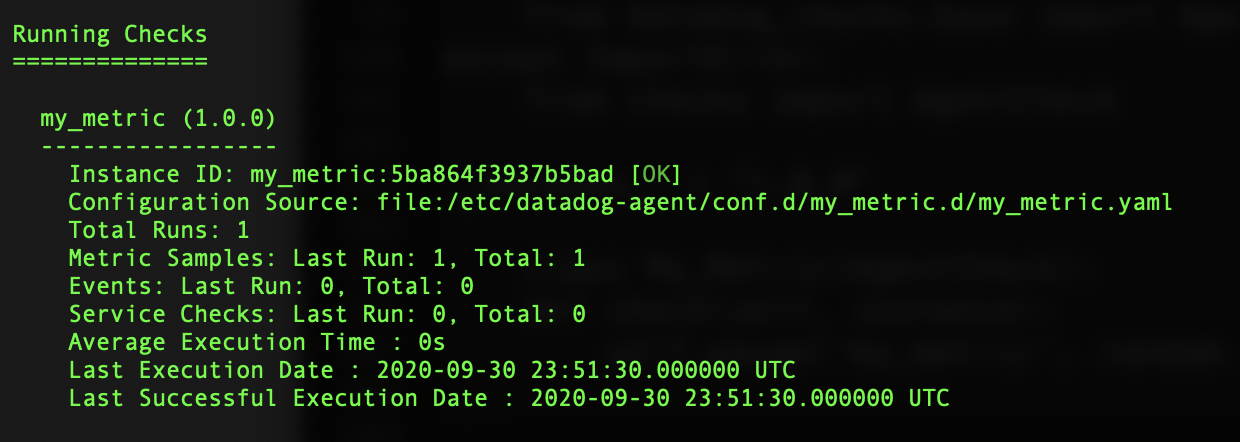 Running Checks
==============
my_metric (1.0.0)
-----------------
Instance ID: my_metric:5ba864f3937b5bad [OK]
Configuration Source: file:/etc/datadog-agent/conf.d/my_metric.d/my_metric.yaml
Total Runs: 1
Metric Samples: Last Run: 1, Total: 1
Events: Last Run: 0, Total: 0
Service Checks: Last Run: 0, Total: 0
Average Execution Time : 0s
Last Execution Date : 2020-09-30 23:51:30.000000 UTC
Last Successful Execution Date : 2020-09-30 23:51:30.000000 UTC